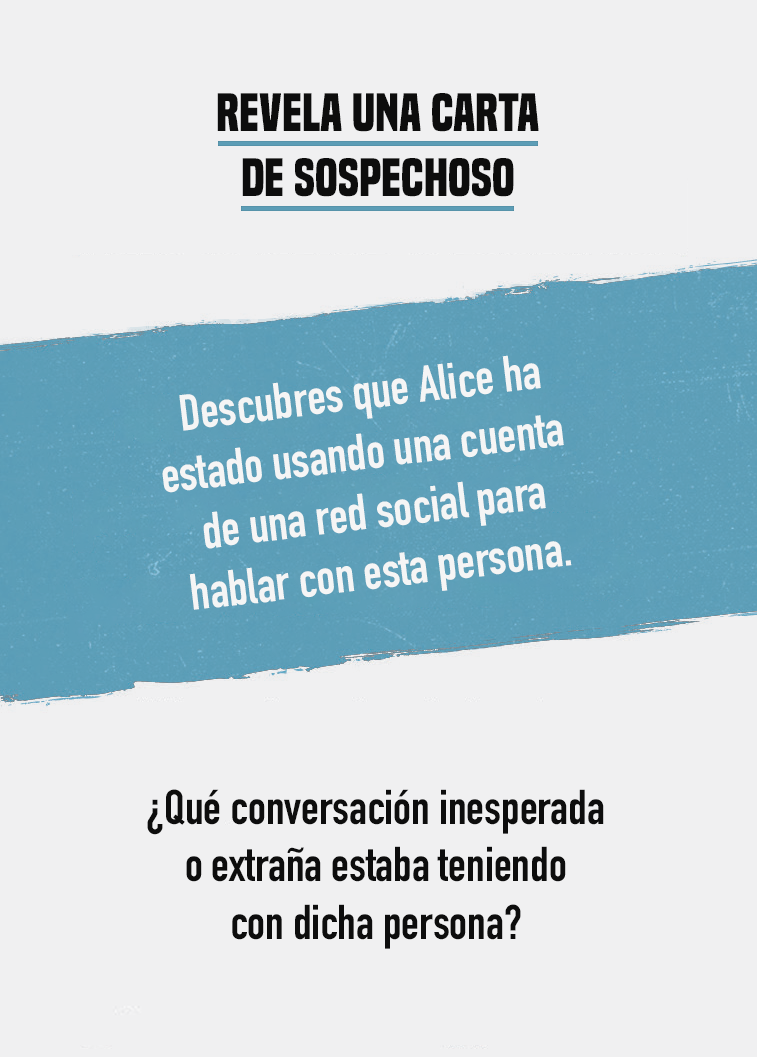 REVELA UNA CARTA
DE SOSPECHOSO
Descubres que Alice ha
estado usando una cuenta
de una red social para
hablar con esta persona.
¿Qué conversación inesperada
o extraña estaba teniendo
con dicha persona?